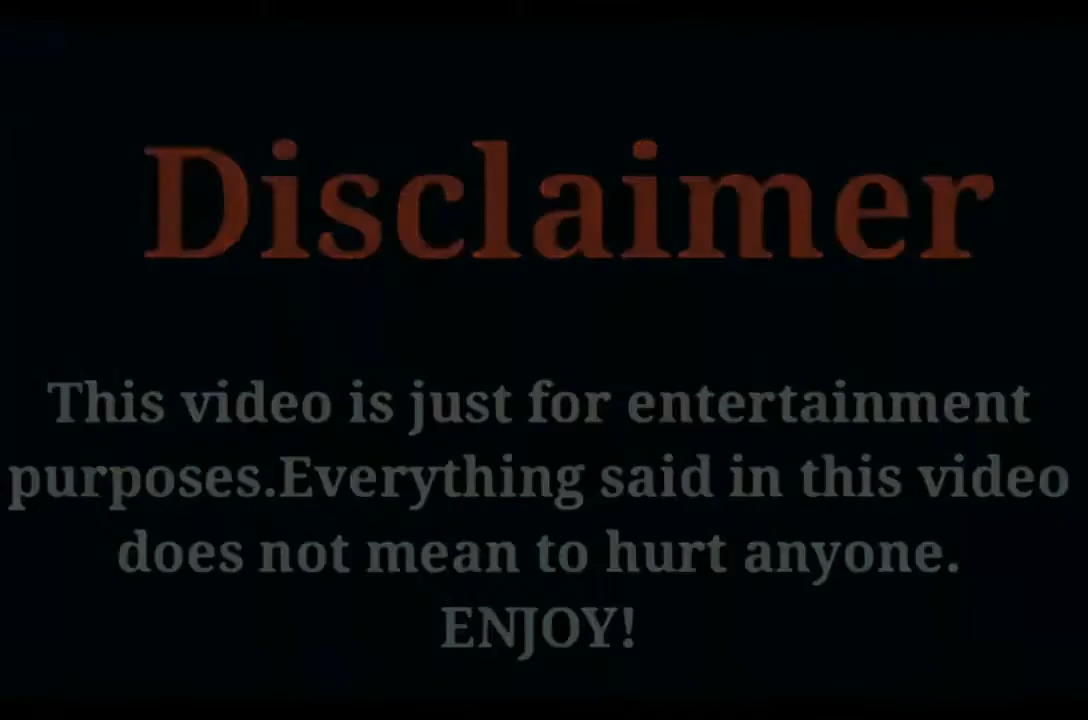 Disclaimer
This video is just for entertainment
purposes.Everything said in this video
does not mean to hurt anyone.
ENJOY!